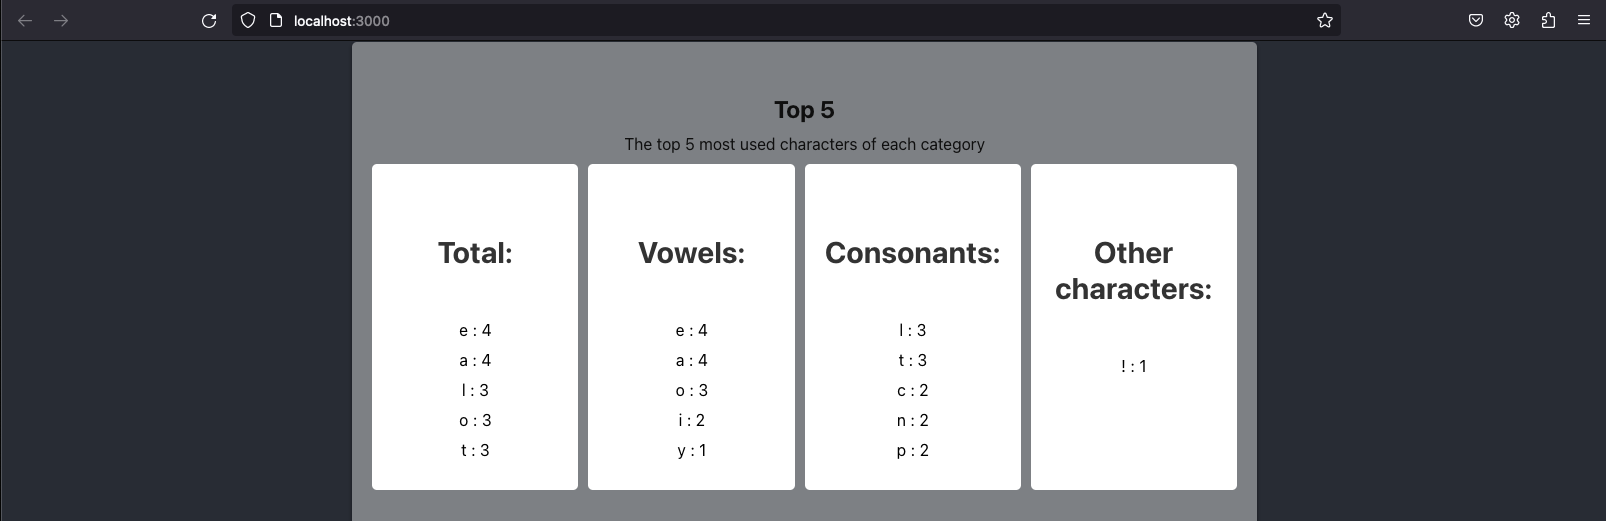 localhost:3000
Top 5
The top 5 most used characters of each category
Total:
e : 4
a : 4
l : 3
o : 3
t : 3
Vowels:
e : 4
a : 4
o : 3
i : 2
y : 1
Consonants:
l : 3
t : 3
c : 2
n : 2
p : 2
Other
characters:
! : 1